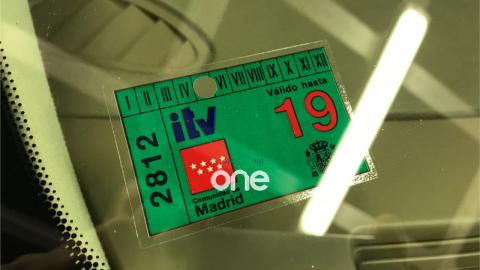 I II III IV VI VII VIII IX X XI XII
Válido hasta
itv
19
2812
one
Comunidad de
Madrid